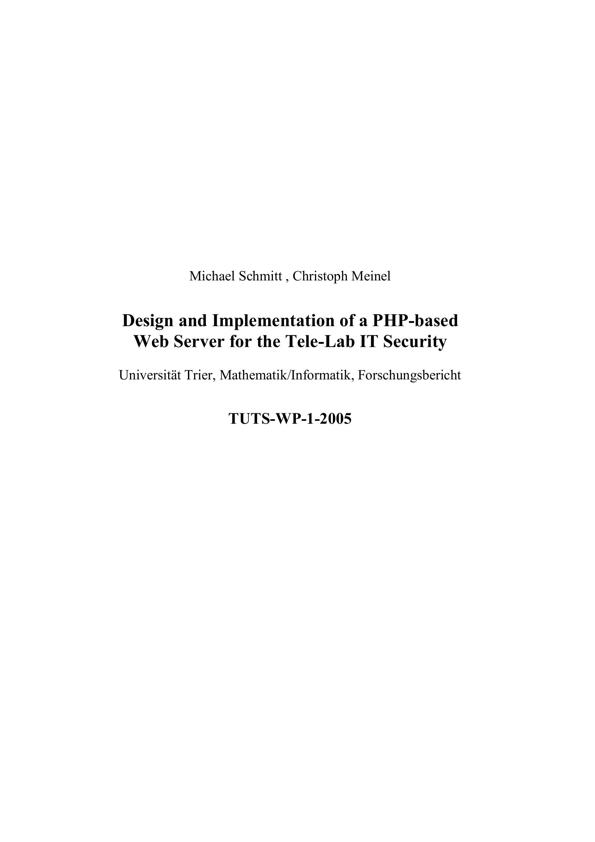 Michael Schmitt , Christoph Meinel
Design and Implementation of a PHP-based
Web Server for the Tele-Lab IT Security
Universität Trier, Mathematik/Informatik, Forschungsbericht
TUTS-WP-1-2005